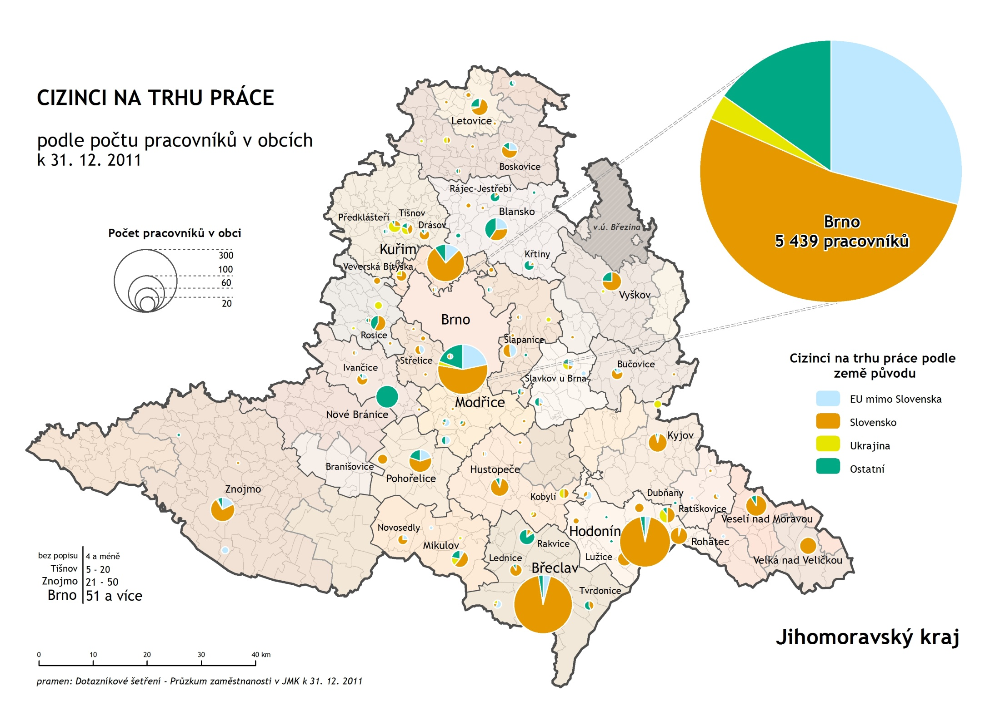 CIZINCI NA TRHU PRÁCE
podle počtu pracovníků v obcích
k 31. 12. 2011
Počet pracovníků v obci
300
100
60
20
Letovice
Boskovice
Rájec-Jestřebí
Blansko
Předklášteří
Tišnov
Drásov
v.ú. Březina
Kuřim
Křtiny
Veverská Bítýška
Vyškov
Brno
5 439 pracovníků
Brno
Rosice
Šlapanice
Střelice
Ivančice
Bučovice
Slavkov u Brna
Modřice
Nové Bránice
Kyjov
Branišovice
Pohořelice
Hustopeče
Znojmo
Kobylí
Dubňany
Ratíškovice
Veselí nad Moravou
Novosedly
Hodonín
Mikulov
Rakvice
Rohatec
Lednice
Lužice
Velká nad Veličkou
Břeclav
Tvrdonice
Cizinci na trhu práce podle
země původu
EU mimo Slovenska
Slovensko
Ukrajina
Ostatní
bez popisu 4 a méně
Tišnov 5 - 20
Znojmo 21 - 50
Brno 51 a více
Jihomoravský kraj
0 10 20 30 40 km
pramen: Dotazníkové šetření - Průzkum zaměstnanosti v JMK k 31. 12. 2011